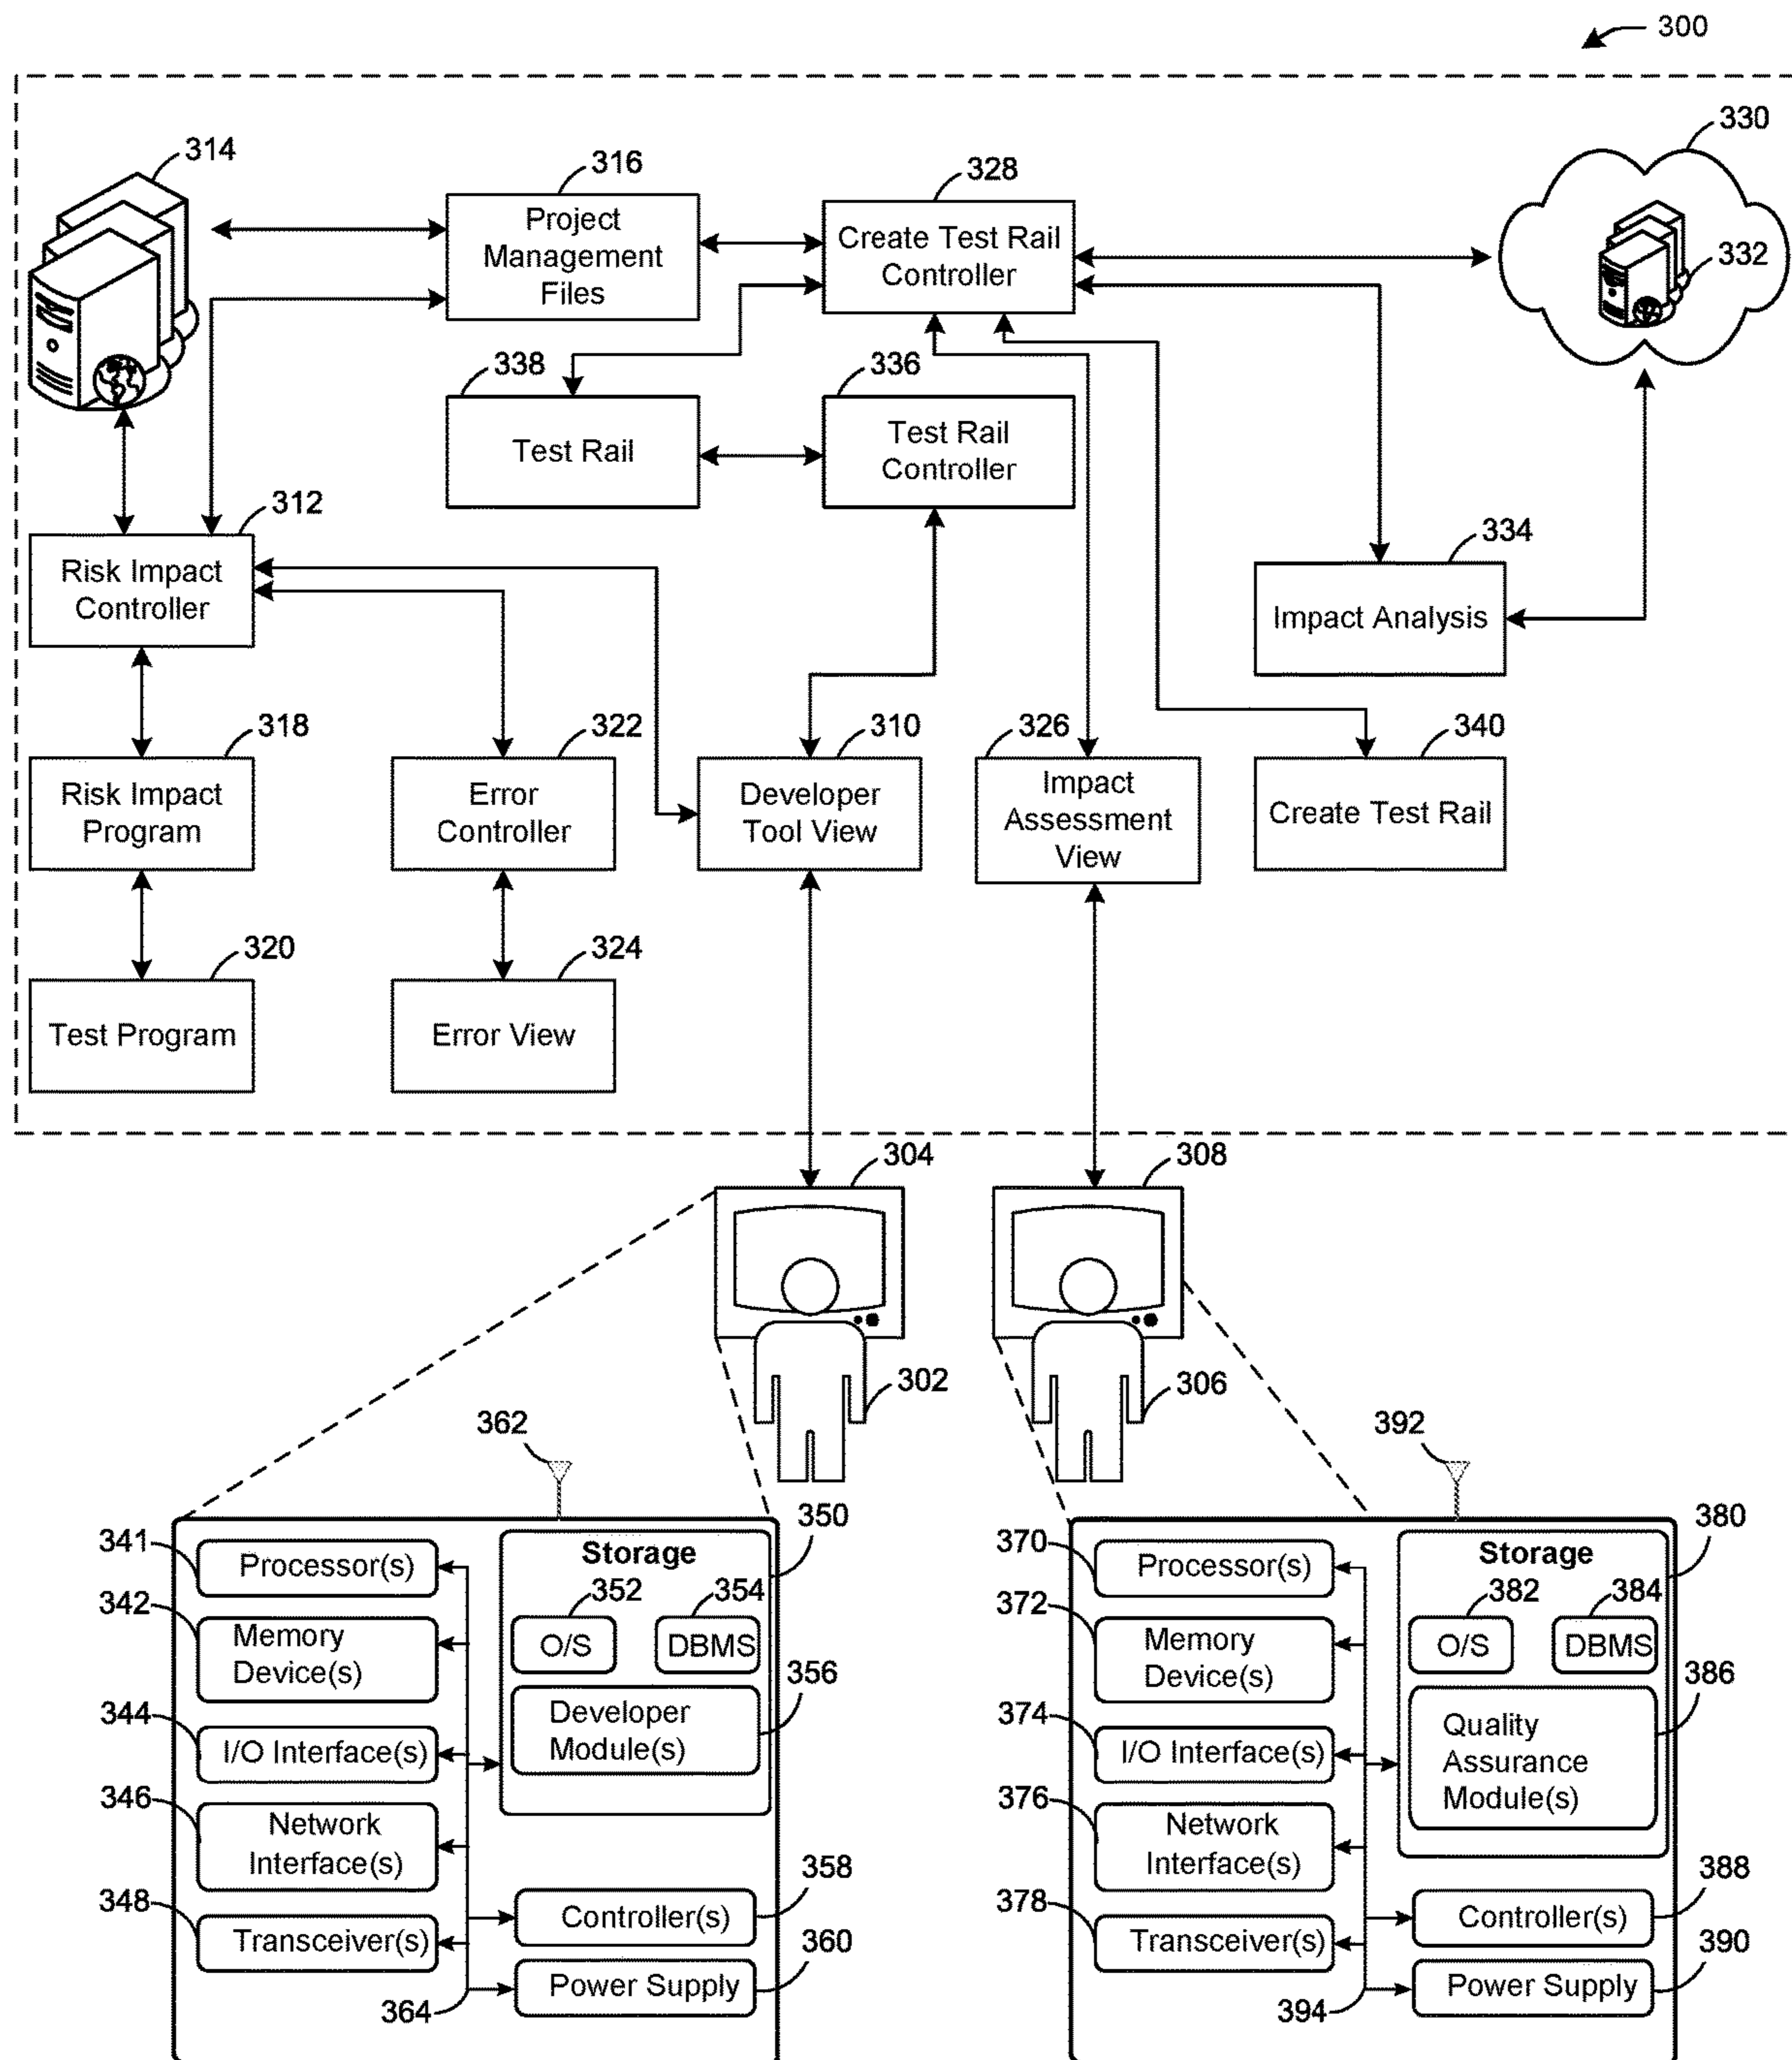 300
314
316
328
330
Project
Management
Files
Create Test Rail
Controller
332
338
336
Test Rail
Test Rail
Controller
312
334
Risk Impact
Controller
Impact Analysis
318
322
310
326
340
Risk Impact
Program
Error
Controller
Developer
Tool View
Impact
Assessment
View
Create Test Rail
320
324
Test Program
Error View
304
308
302
306
362
392
341
Processor(s)
342
Memory
Device(s)
344
I/O Interface(s)
346
Network
Interface(s)
348
Transceiver(s)
364
350
Storage
352
354
O/S
DBMS
356
Developer
Module(s)
358
Controller(s)
360
Power Supply
370
Processor(s)
372
Memory
Device(s)
374
I/O Interface(s)
376
Network
Interface(s)
378
Transceiver(s)
394
380
Storage
382
384
O/S
DBMS
386
Quality
Assurance
Module(s)
388
Controller(s)
390
Power Supply